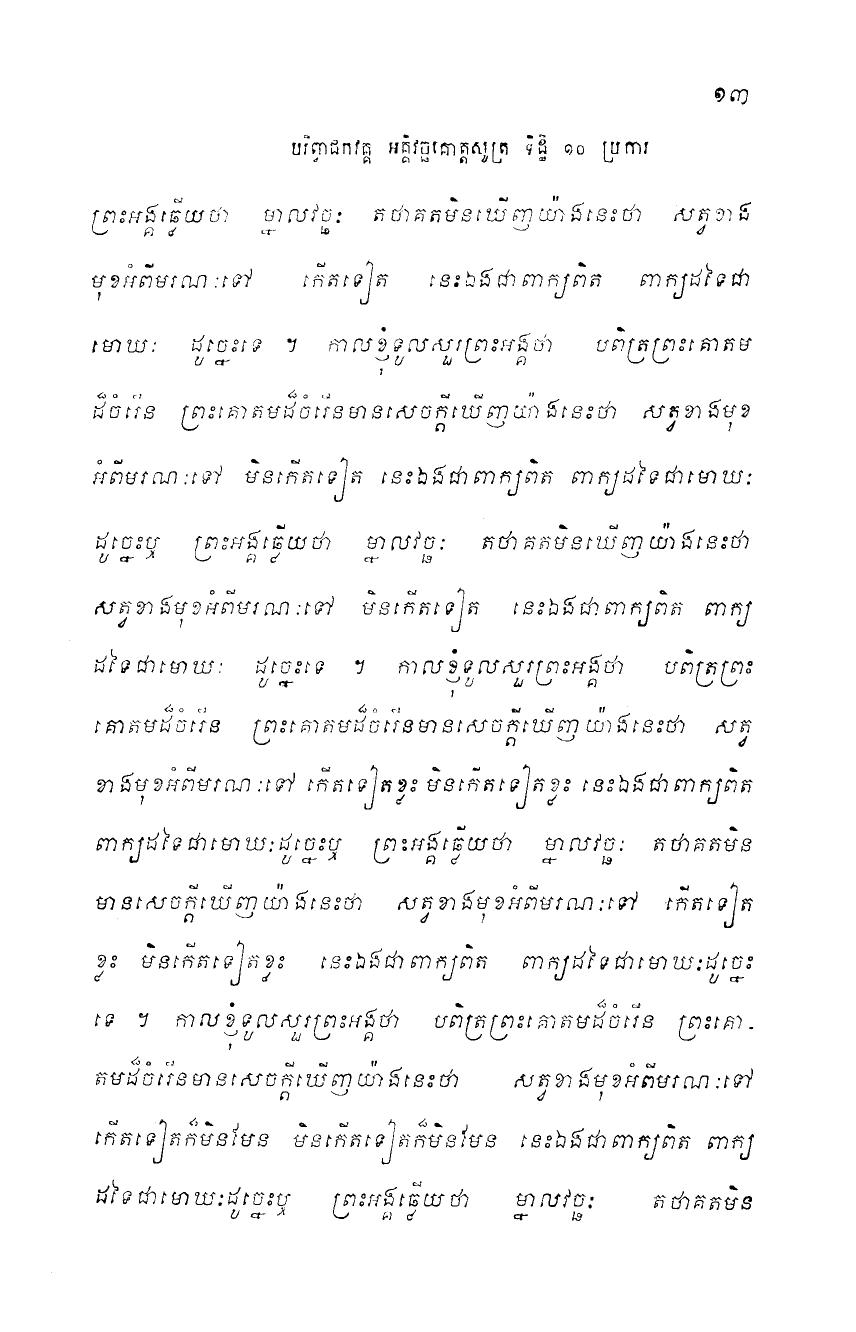 ១៣
បរិព្វាជកវគ្គ អគ្គិវច្ឆគោត្តសូត្រ ទិដ្ឋិ ១០ ប្រការ
ព្រះអង្គឆ្លើយថា ម្នាលវច្ឆៈ តថាគតមិនឃើញយ៉ាងនេះថា សត្វខាង
មុខអំពីមរណៈទៅ កើតទៀត នេះឯងជាពាក្យពិត ពាក្យដទៃជា
មោឃៈ ដូច្នេះទេ ។ កាលខ្ញុំទូលសួរព្រះអង្គថា បពិត្រព្រះគោតម
ដ៏ចំរើន ព្រះគោតមដ៏ចំរើនមានសេចក្តីឃើញយ៉ាងនេះថា សត្វខាងមុខ
អំពីមរណៈទៅ មិនកើតទៀត នេះឯងជាពាក្យពិត ពាក្យដទៃជាមោឃៈ
ដូច្នេះឬ ព្រះអង្គឆ្លើយថា ម្នាលវច្ឆៈ តថាគតមិនឃើញយ៉ាងនេះថា
សត្វខាងមុខអំពីមរណៈទៅ មិនកើតទៀត នេះឯងជាពាក្យពិត ពាក្យ
ដទៃជាមោឃៈ ដូច្នេះទេ ។ កាលខ្ញុំទូលសួរព្រះអង្គថា បពិត្រព្រះ
គោតមដ៏ចំរើន ព្រះគោតមដ៏ចំរើនមានសេចក្តីឃើញយ៉ាងនេះថា សត្វ
ខាងមុខអំពីមរណៈទៅ កើតទៀតខ្លះ មិនកើតទៀតខ្លះ នេះឯងជាពាក្យពិត
ពាក្យដទៃជាមោឃៈដូច្នេះឬ ព្រះអង្គឆ្លើយថា ម្នាលវច្ឆៈ តថាគតមិន
មានសេចក្តីឃើញយ៉ាងនេះថា សត្វខាងមុខអំពីមរណៈទៅ កើតទៀត
ខ្លះ មិនកើតទៀតខ្លះ នេះឯងជាពាក្យពិត ពាក្យដទៃជាមោឃៈដូច្នេះ
ទេ ។ កាលខ្ញុំទូលសួរព្រះអង្គថា បពិត្រព្រះគោតមដ៏ចំរើន ព្រះគោ-
តមដ៏ចំរើនមានសេចក្តីឃើញយ៉ាងនេះថា សត្វខាងមុខអំពីមរណៈទៅ
កើតទៀតក៏មិនមែន មិនកើតទៀតក៏មិនមែន នេះឯងជាពាក្យពិត ពាក្យ
ដទៃជាមោឃៈដូច្នេះឬ ព្រះអង្គឆ្លើយថា ម្នាលវច្ឆៈ តថាគតមិន